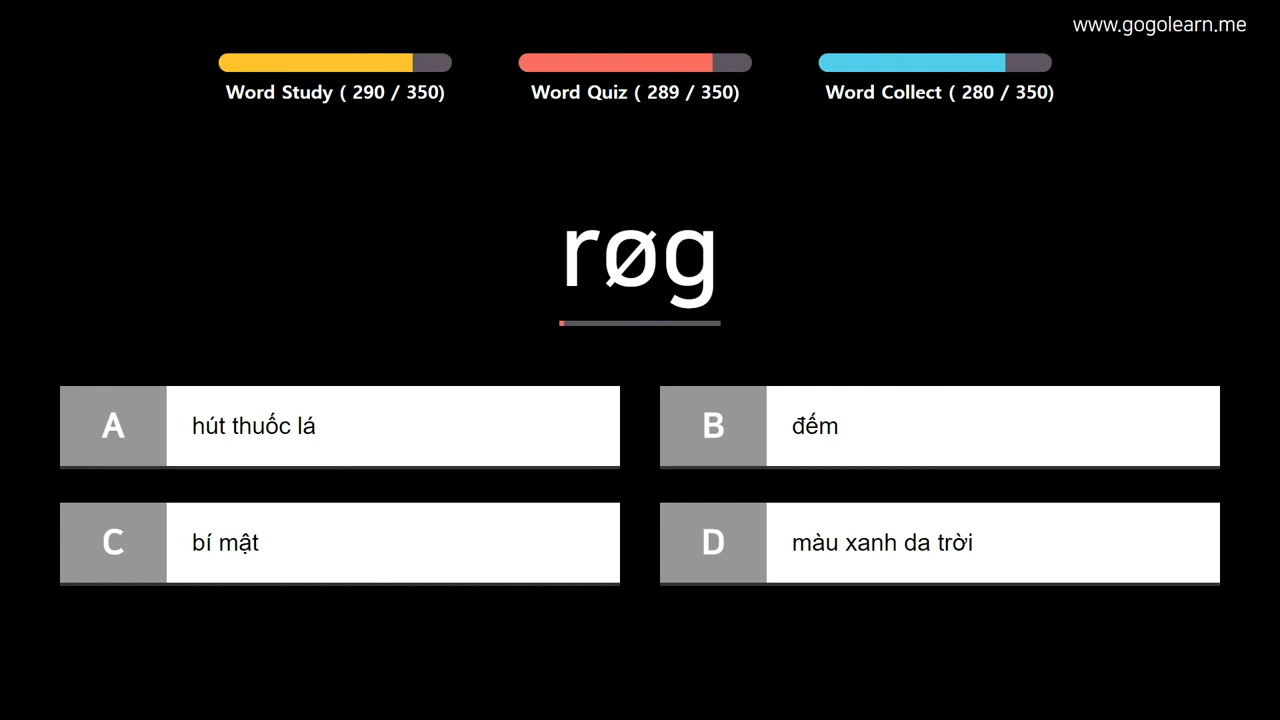 www.gogolearn.me
Word Study ( 290 / 350)
Word Quiz ( 289 / 350)
Word Collect ( 280 / 350)
røg
A hút thuốc lá
B đếm
C bí mật
D màu xanh da trời